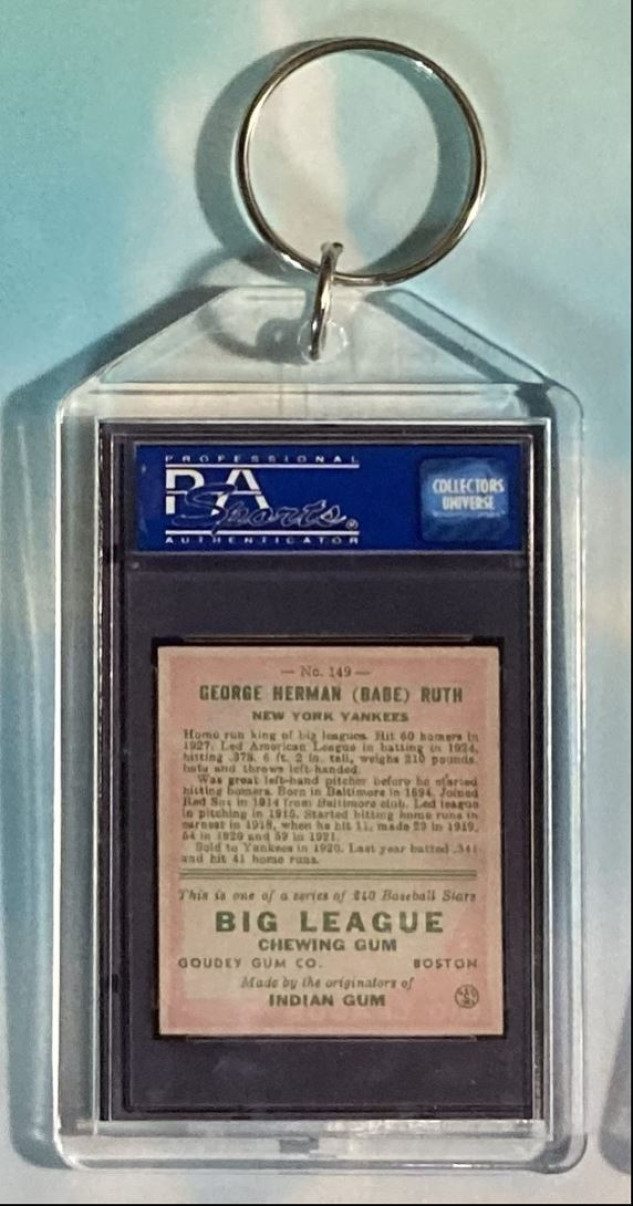 PROFESSIONAL
PSA
Sports®
AUTHENTICATOR
COLLECTORS
UNIVERSE
— No. 149 —
GEORGE HERMAN (BABE) RUTH
NEW YORK YANKEES
Home run king of big leagues. Hit 60 homers in
1927. Led American League in batting in 1924,
hitting .378. 6 ft. 2 in. tall, weighs 210 pounds,
bats and throws left-handed.
Was great left-hand pitcher before he started
hitting homers. Born in Baltimore in 1894. Joined
Red Sox in 1914 from Baltimore club. Led league
in pitching in 1916. Started hitting home runs in
earnest in 1918, when he hit 11, made 29 in 1919,
54 in 1920 and 59 in 1921.
Sold to Yankees in 1920. Last year batted .341
and hit 41 home runs.
This is one of a series of 240 Baseball Stars
BIG LEAGUE
CHEWING GUM
GOUDEY GUM CO. BOSTON
Made by the originators of
INDIAN GUM